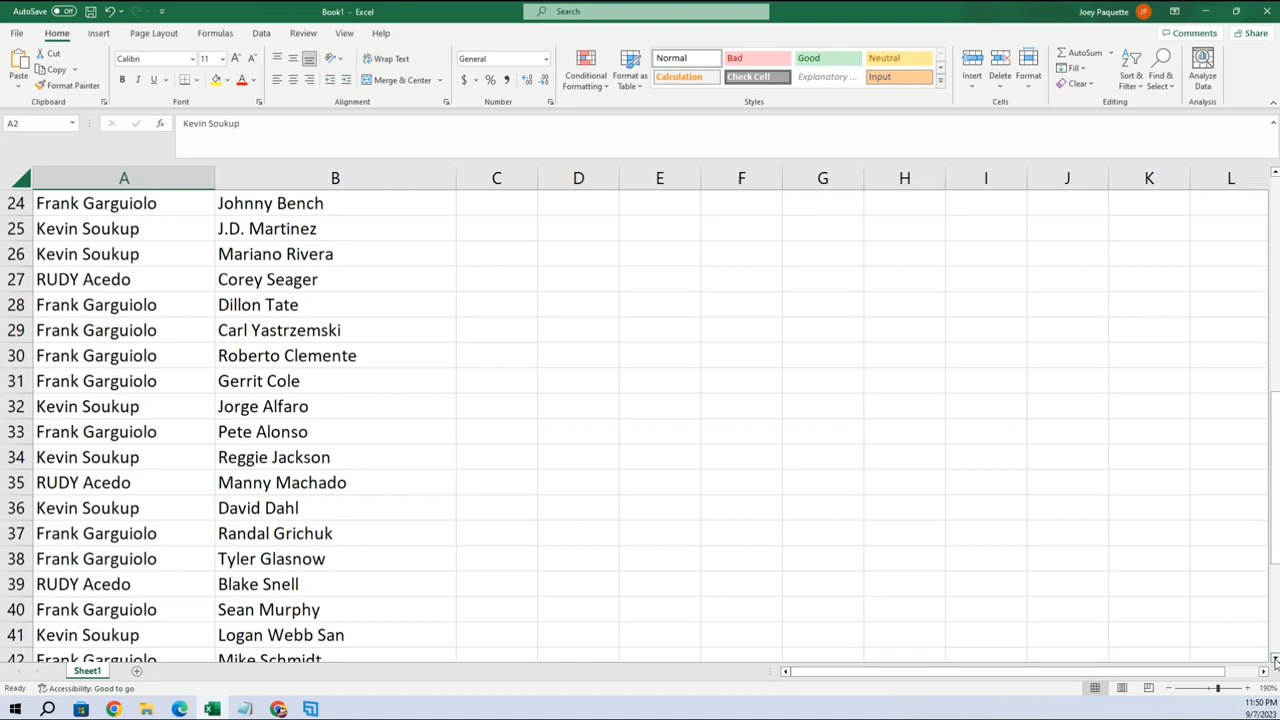 AutoSave Off Book1 - Excel Search Joey Paquette JP
File Home Insert Page Layout Formulas Data Review View Help Comments Share
Paste Cut Copy Format Painter Clipboard
Calibri 11 A A B I U A Font
Wrap Text Merge & Center Alignment
General $ % , Number
Conditional Formatting Format as Table Normal Bad Good Neutral Calculation Check Cell Explanatory ... Input Styles
Insert Delete Format Cells
AutoSum Fill Clear Sort & Filter Find & Select Editing
Analyze Data Analysis
A2 fx Kevin Soukup
A B C D E F G H I J K L
24 Frank Garguiolo Johnny Bench
25 Kevin Soukup J.D. Martinez
26 Kevin Soukup Mariano Rivera
27 RUDY Acedo Corey Seager
28 Frank Garguiolo Dillon Tate
29 Frank Garguiolo Carl Yastrzemski
30 Frank Garguiolo Roberto Clemente
31 Frank Garguiolo Gerrit Cole
32 Kevin Soukup Jorge Alfaro
33 Frank Garguiolo Pete Alonso
34 Kevin Soukup Reggie Jackson
35 RUDY Acedo Manny Machado
36 Kevin Soukup David Dahl
37 Frank Garguiolo Randal Grichuk
38 Frank Garguiolo Tyler Glasnow
39 RUDY Acedo Blake Snell
40 Frank Garguiolo Sean Murphy
41 Kevin Soukup Logan Webb San
42 Frank Garguiolo Mike Schmidt
Sheet1
Ready Accessibility: Good to go 190%
11:50 PM
9/7/2023